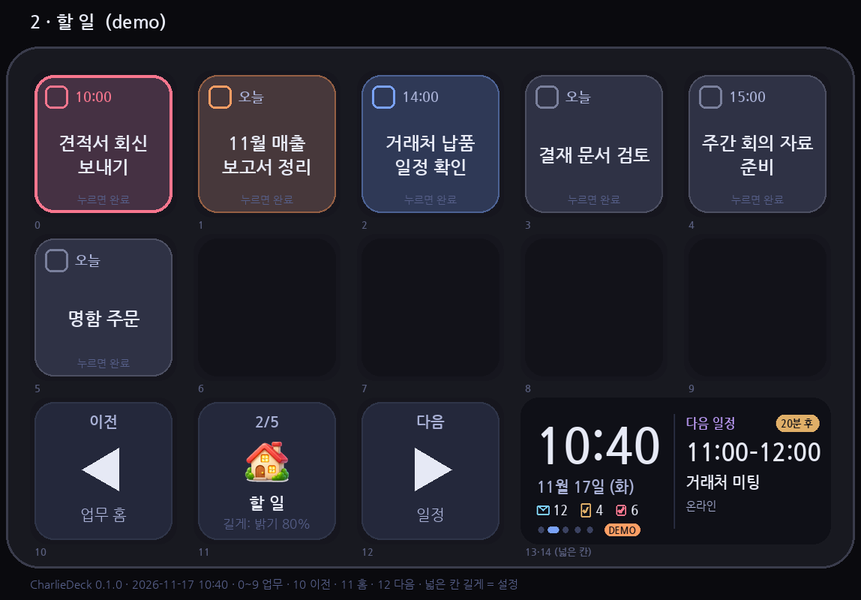 2 · 할 일 (demo)
10:00
견적서 회신
보내기
누르면 완료
0
오늘
11월 매출
보고서 정리
누르면 완료
1
14:00
거래처 납품
일정 확인
누르면 완료
2
오늘
결재 문서 검토
누르면 완료
3
15:00
주간 회의 자료
준비
누르면 완료
4
오늘
명함 주문
누르면 완료
5
6
7
8
9
이전
업무 홈
10
2/5
할 일
길게: 밝기 80%
11
다음
일정
12
10:40
11월 17일 (화)
12 4 6
DEMO
다음 일정
20분 후
11:00-12:00
거래처 미팅
온라인
13-14 (넓은 칸)
CharlieDeck 0.1.0 · 2026-11-17 10:40 · 0~9 업무 · 10 이전 · 11 홈 · 12 다음 · 넓은 칸 길게 = 설정